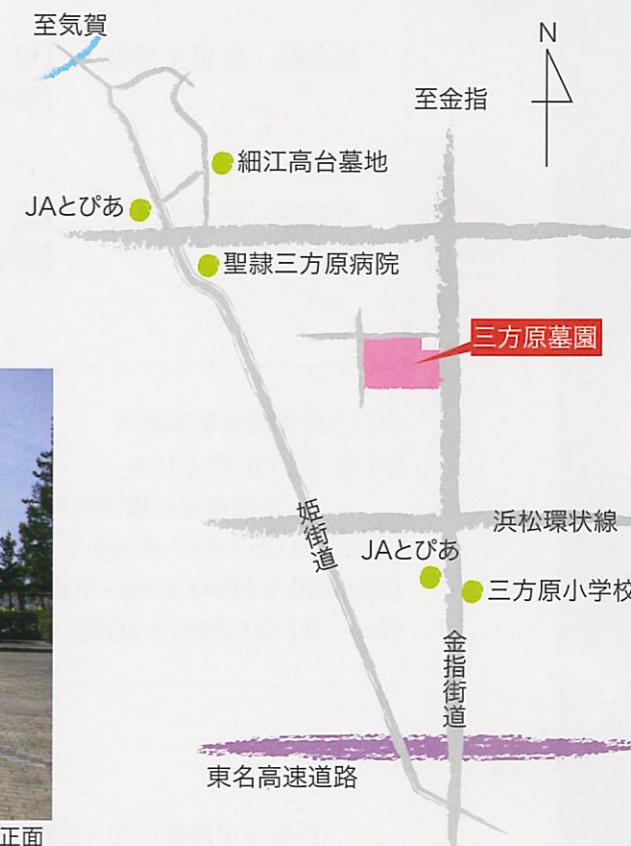 至気賀
N
至金指
細江高台墓地
JAとぴあ
聖隷三方原病院
三方原墓園
姫街道
浜松環状線
JAとぴあ
三方原小学校
金指街道
東名高速道路
正面